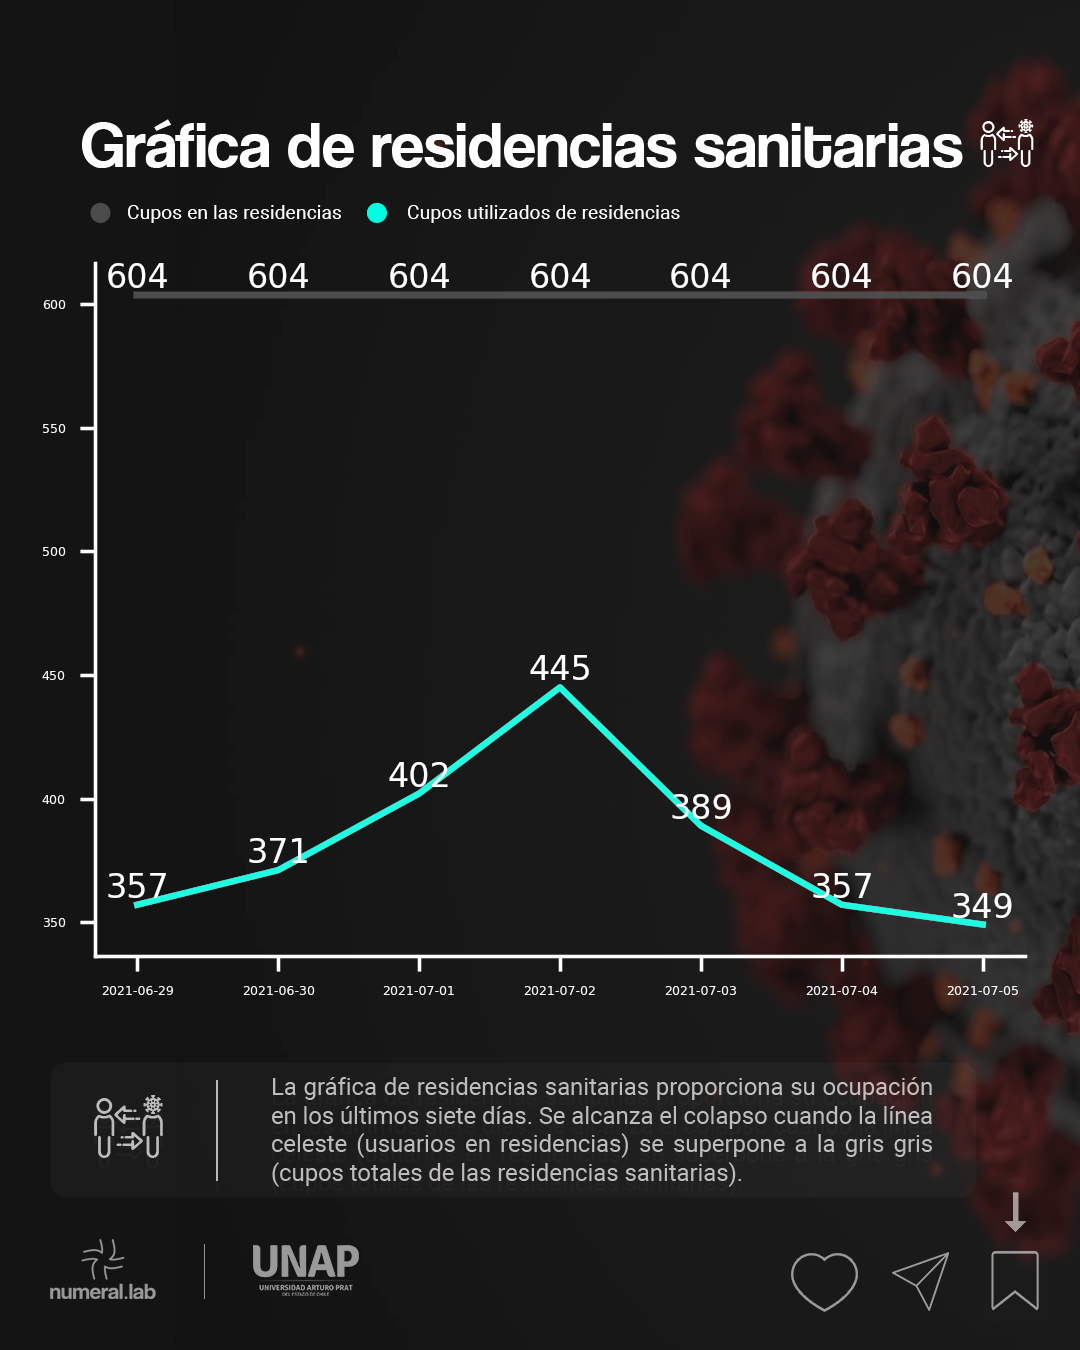 Gráfica de residencias sanitarias
Cupos en las residencias Cupos utilizados de residencias
604 604 604 604 604 604 604
600
550
500
450
400
350
445
402
389
371
357
357
349
2021-06-29 2021-06-30 2021-07-01 2021-07-02 2021-07-03 2021-07-04 2021-07-05
La gráfica de residencias sanitarias proporciona su ocupación
en los últimos siete días. Se alcanza el colapso cuando la línea
celeste (usuarios en residencias) se superpone a la gris gris
(cupos totales de las residencias sanitarias).
numeral.lab
UNAP
UNIVERSIDAD ARTURO PRAT
DEL ESTADO DE CHILE